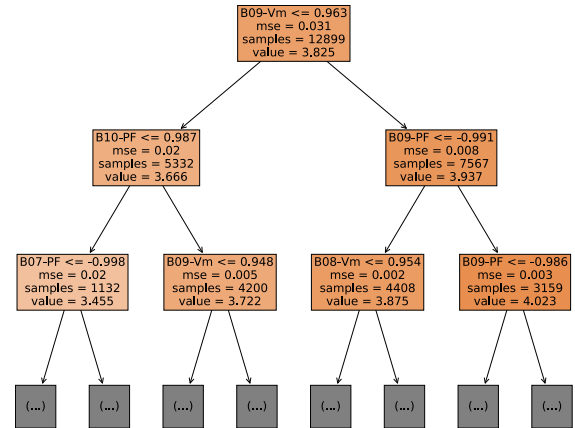 B09-Vm <= 0.963
mse = 0.031
samples = 12899
value = 3.825
B10-PF <= 0.987
mse = 0.02
samples = 5332
value = 3.666
B09-PF <= -0.991
mse = 0.008
samples = 7567
value = 3.937
B07-PF <= -0.998
mse = 0.02
samples = 1132
value = 3.455
B09-Vm <= 0.948
mse = 0.005
samples = 4200
value = 3.722
B08-Vm <= 0.954
mse = 0.002
samples = 4408
value = 3.875
B09-PF <= -0.986
mse = 0.003
samples = 3159
value = 4.023
(...)
(...)
(...)
(...)
(...)
(...)
(...)
(...)